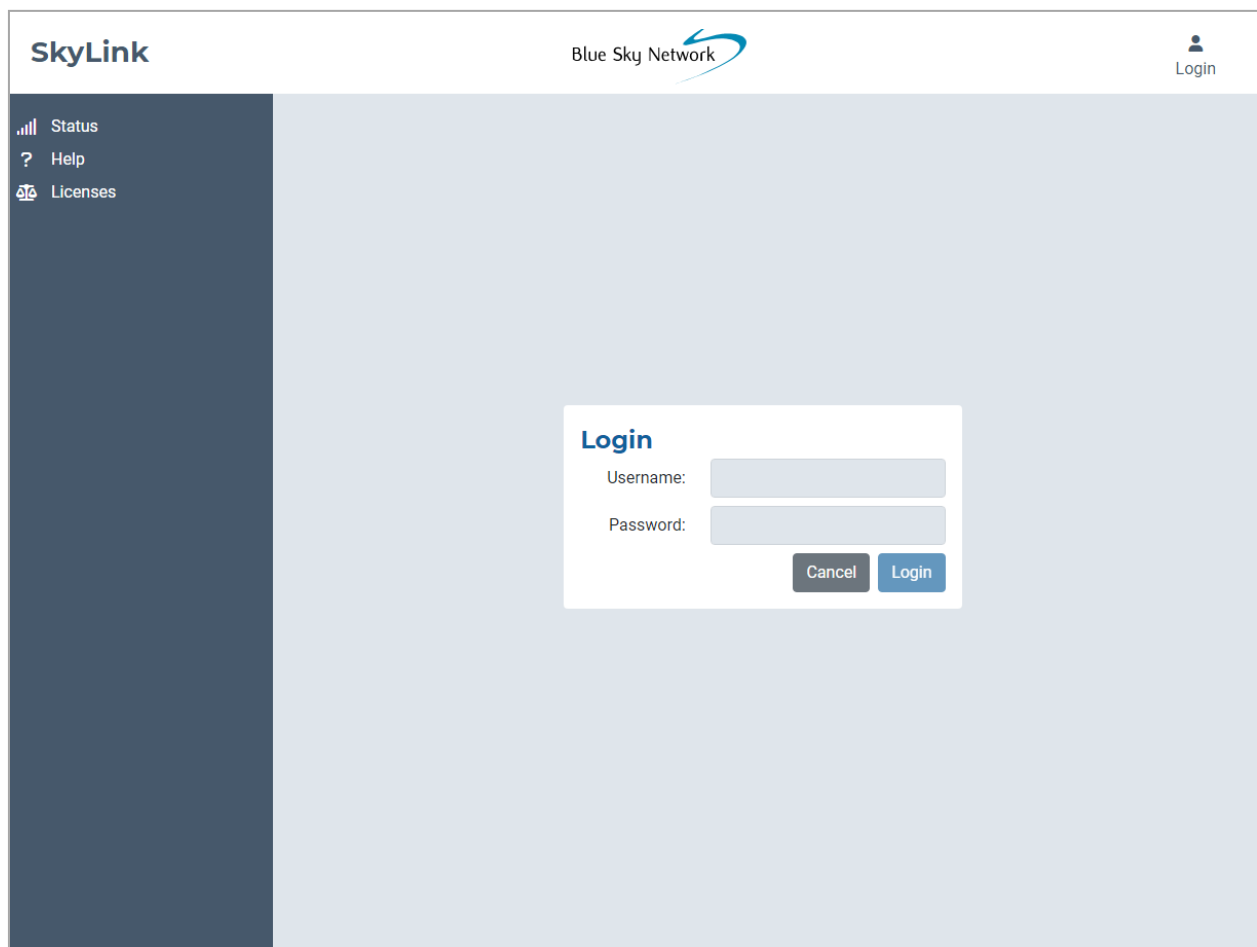 SkyLink
Blue Sky Network
Login
Status
? Help
Licenses
Login
Username:
Password:
Cancel Login